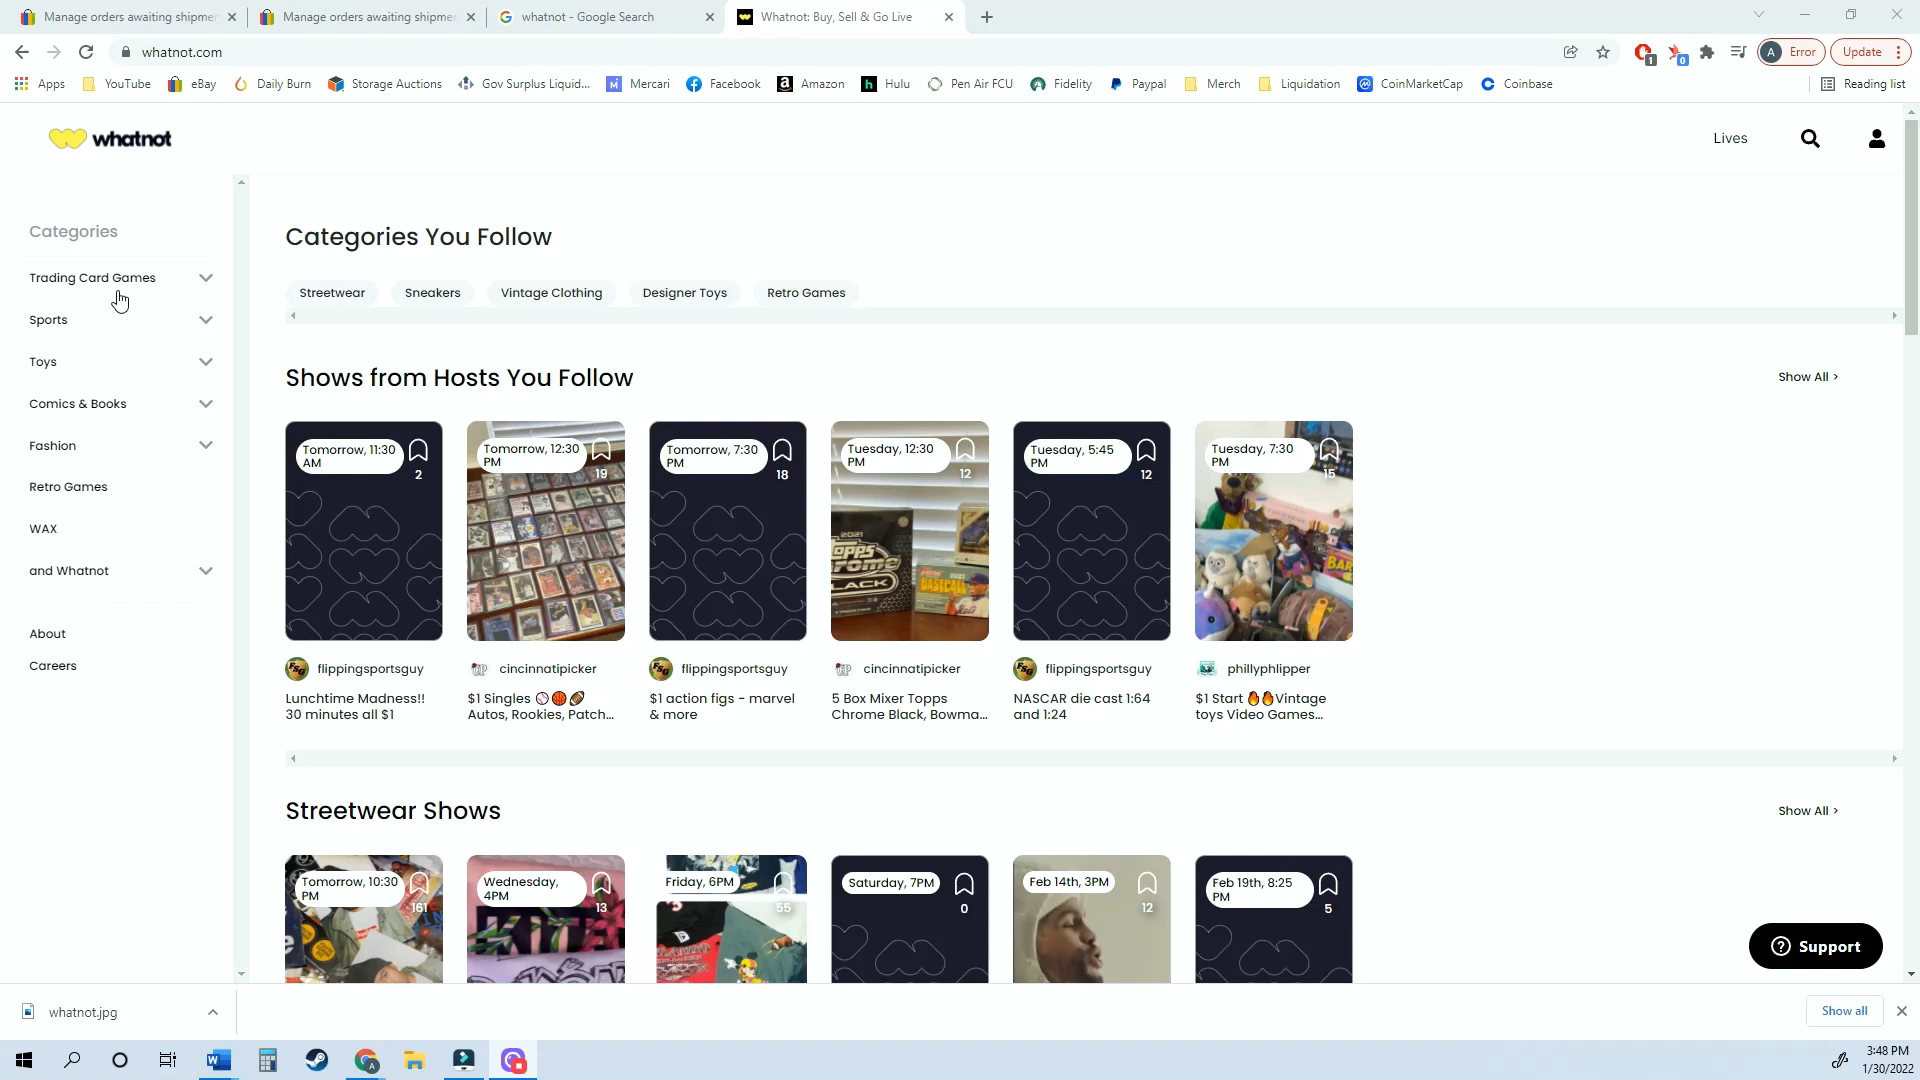 Manage orders awaiting shipmen
Manage orders awaiting shipmen
whatnot - Google Search
Whatnot: Buy, Sell & Go Live
whatnot.com
1
0
A Error
Update
Apps
YouTube
eBay
Daily Burn
Storage Auctions
Gov Surplus Liquid...
Mercari
Facebook
Amazon
Hulu
Pen Air FCU
Fidelity
Paypal
Merch
Liquidation
CoinMarketCap
Coinbase
Reading list
whatnot
Lives
Categories
Trading Card Games
Sports
Toys
Comics & Books
Fashion
Retro Games
WAX
and Whatnot
About
Careers
Categories You Follow
Streetwear
Sneakers
Vintage Clothing
Designer Toys
Retro Games
Shows from Hosts You Follow
Show All >
Tomorrow, 11:30
AM
2
flippingsportsguy
Lunchtime Madness!!
30 minutes all $1
Tomorrow, 12:30
PM
19
cincinnatipicker
$1 Singles ⚾🏀🏈
Autos, Rookies, Patch...
Tomorrow, 7:30
PM
18
flippingsportsguy
$1 action figs - marvel
& more
Tuesday, 12:30
PM
12
2021
Topps
Chrome
BLACK
BASEBALL
cincinnatipicker
5 Box Mixer Topps
Chrome Black, Bowma...
Tuesday, 5:45
PM
12
flippingsportsguy
NASCAR die cast 1:64
and 1:24
Tuesday, 7:30
PM
15
phillyphlipper
$1 Start 🔥🔥Vintage
toys Video Games...
Streetwear Shows
Show All >
Tomorrow, 10:30
PM
161
Wednesday,
4PM
13
Friday, 6PM
55
Saturday, 7PM
0
Feb 14th, 3PM
12
Feb 19th, 8:25
PM
5
Support
whatnot.jpg
Show all
3:48 PM
1/30/2022